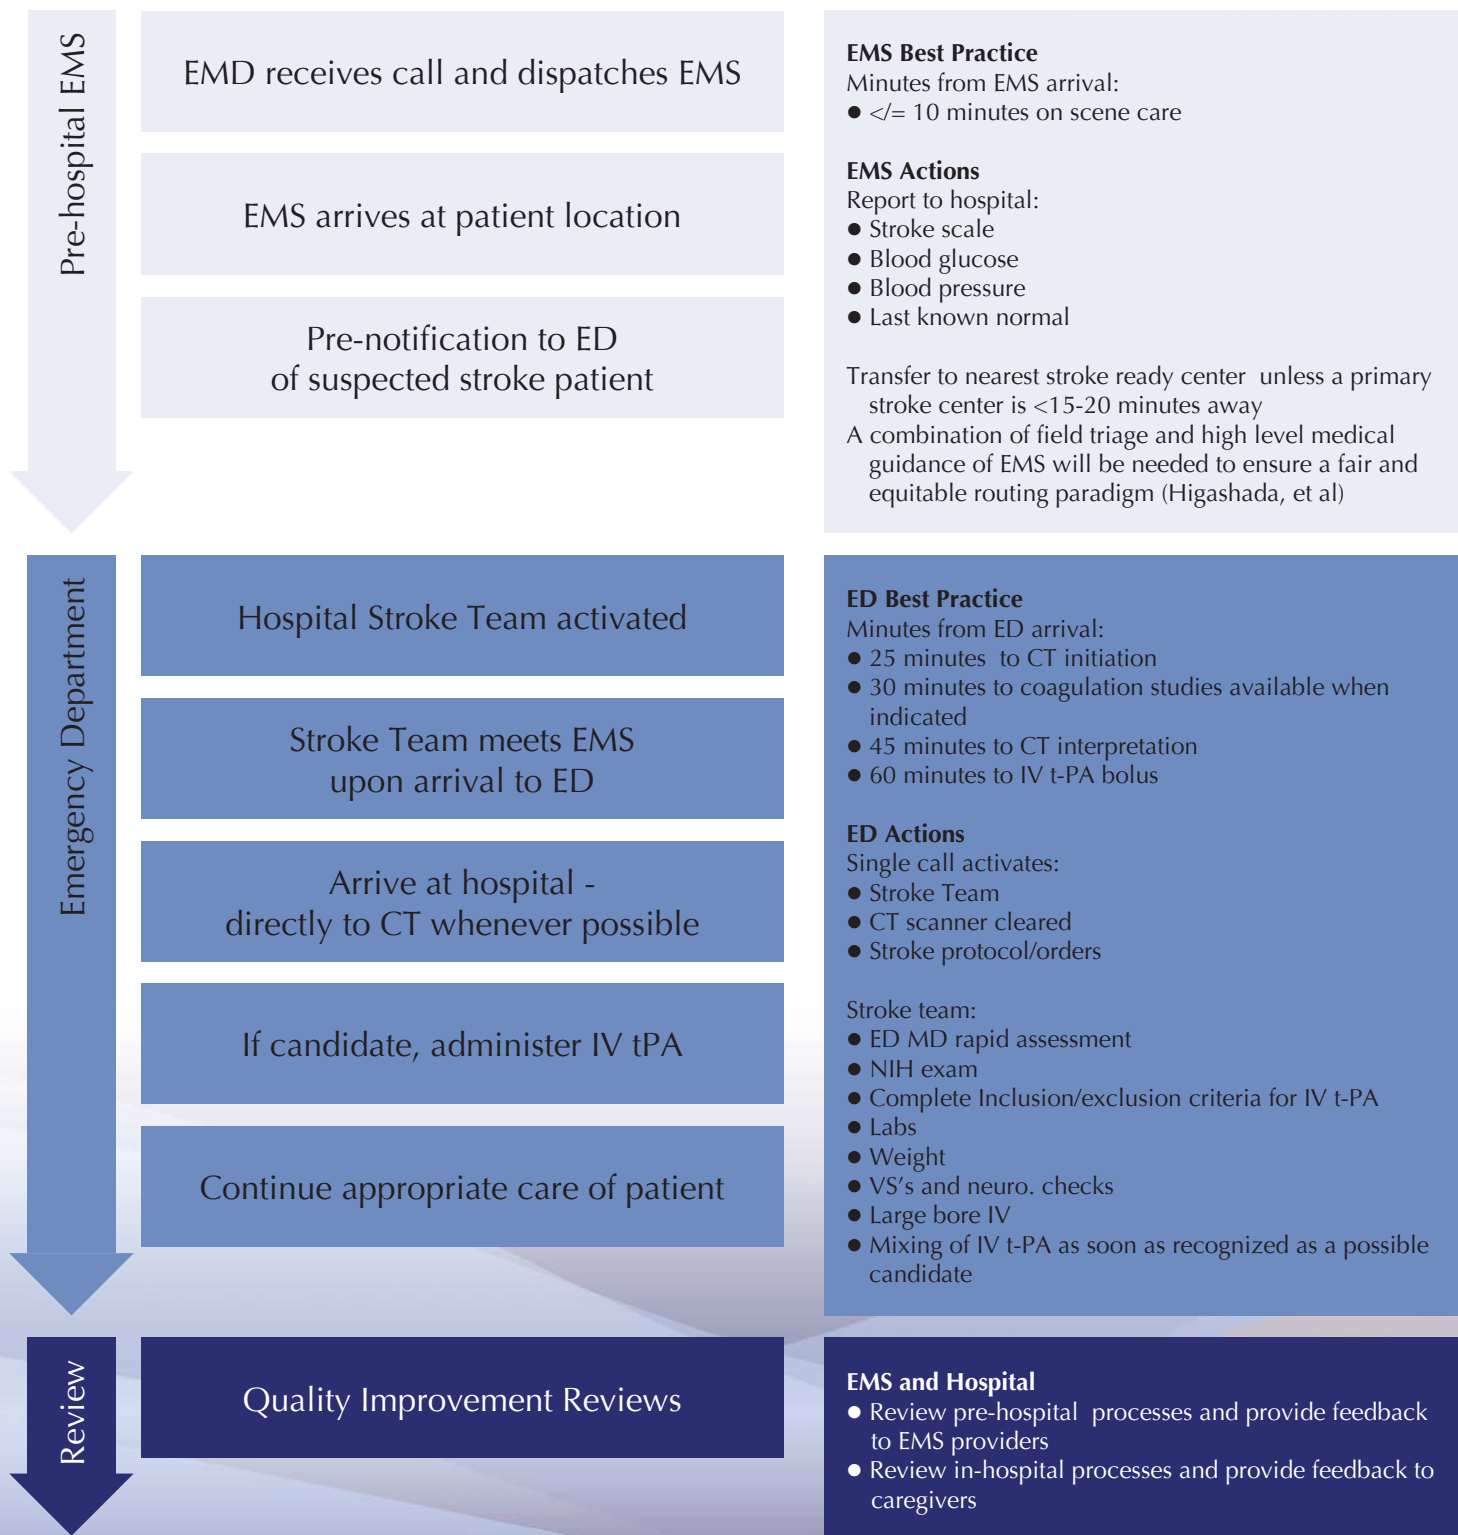 Pre-hospital EMS
EMD receives call and dispatches EMS
EMS arrives at patient location
Pre-notification to ED
of suspected stroke patient
EMS Best Practice
Minutes from EMS arrival:
● </= 10 minutes on scene care
EMS Actions
Report to hospital:
● Stroke scale
● Blood glucose
● Blood pressure
● Last known normal
Transfer to nearest stroke ready center unless a primary
stroke center is <15-20 minutes away
A combination of field triage and high level medical
guidance of EMS will be needed to ensure a fair and
equitable routing paradigm (Higashada, et al)
Emergency Department
Hospital Stroke Team activated
Stroke Team meets EMS
upon arrival to ED
Arrive at hospital -
directly to CT whenever possible
If candidate, administer IV tPA
Continue appropriate care of patient
ED Best Practice
Minutes from ED arrival:
● 25 minutes to CT initiation
● 30 minutes to coagulation studies available when
indicated
● 45 minutes to CT interpretation
● 60 minutes to IV t-PA bolus
ED Actions
Single call activates:
● Stroke Team
● CT scanner cleared
● Stroke protocol/orders
Stroke team:
● ED MD rapid assessment
● NIH exam
● Complete Inclusion/exclusion criteria for IV t-PA
● Labs
● Weight
● VS's and neuro. checks
● Large bore IV
● Mixing of IV t-PA as soon as recognized as a possible
candidate
Review
Quality Improvement Reviews
EMS and Hospital
● Review pre-hospital processes and provide feedback
to EMS providers
● Review in-hospital processes and provide feedback to
caregivers